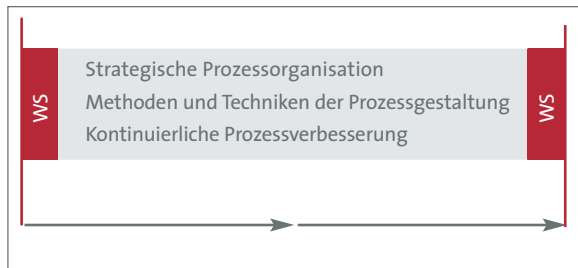 WS
Strategische Prozessorganisation
Methoden und Techniken der Prozessgestaltung
Kontinuierliche Prozessverbesserung
WS